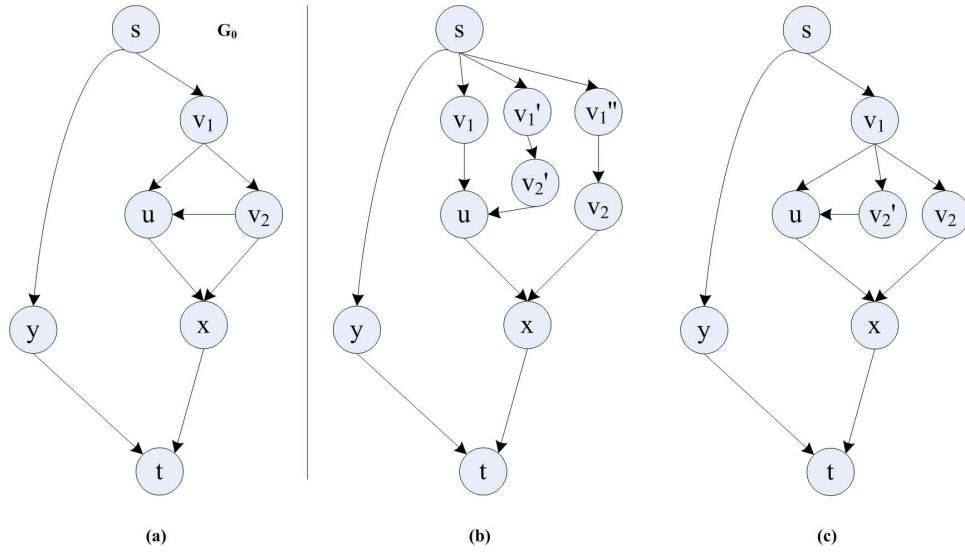 s
G₀
v₁
u
v₂
y
x
t
(a)
s
v₁
v₁'
v₁"
v₂'
u
v₂
y
x
t
(b)
s
v₁
u
v₂'
v₂
y
x
t
(c)